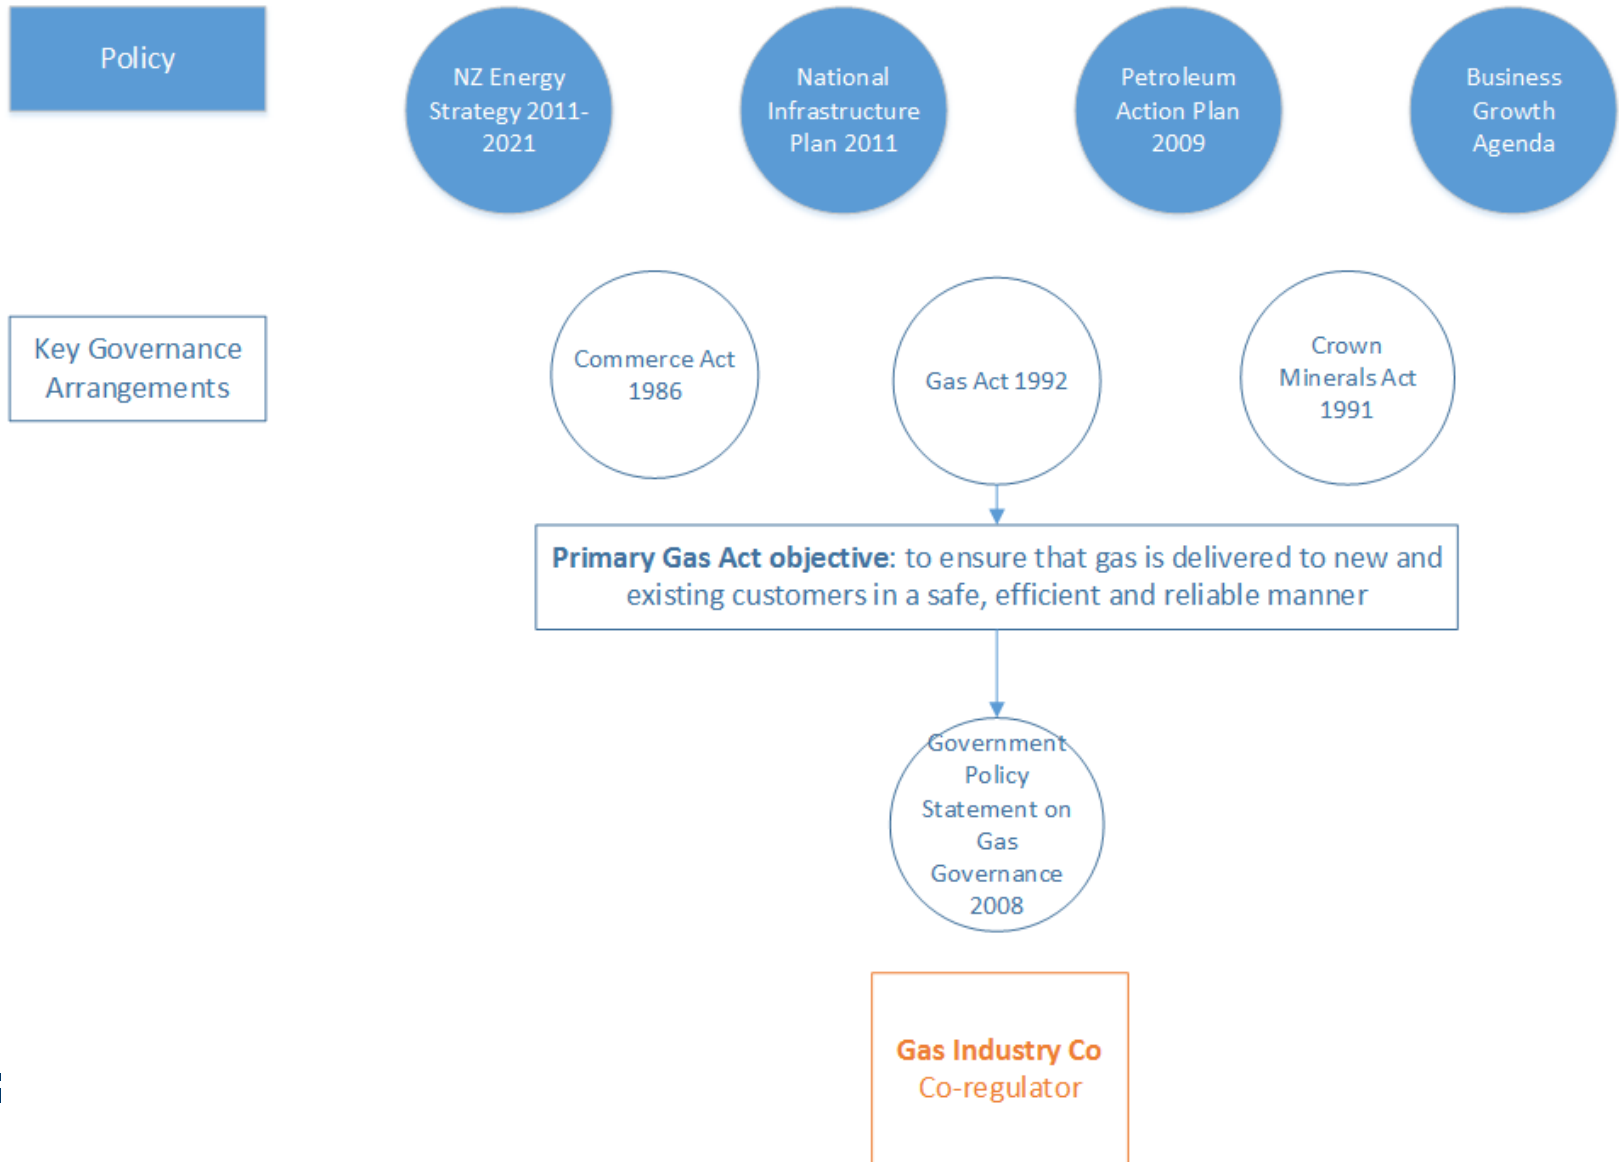 Policy
NZ Energy
Strategy 2011-
2021
National
Infrastructure
Plan 2011
Petroleum
Action Plan
2009
Business
Growth
Agenda
Key Governance
Arrangements
Commerce Act
1986
Gas Act 1992
Crown
Minerals Act
1991
Primary Gas Act objective: to ensure that gas is delivered to new and
existing customers in a safe, efficient and reliable manner
Government
Policy
Statement on
Gas
Governance
2008
Gas Industry Co
Co-regulator